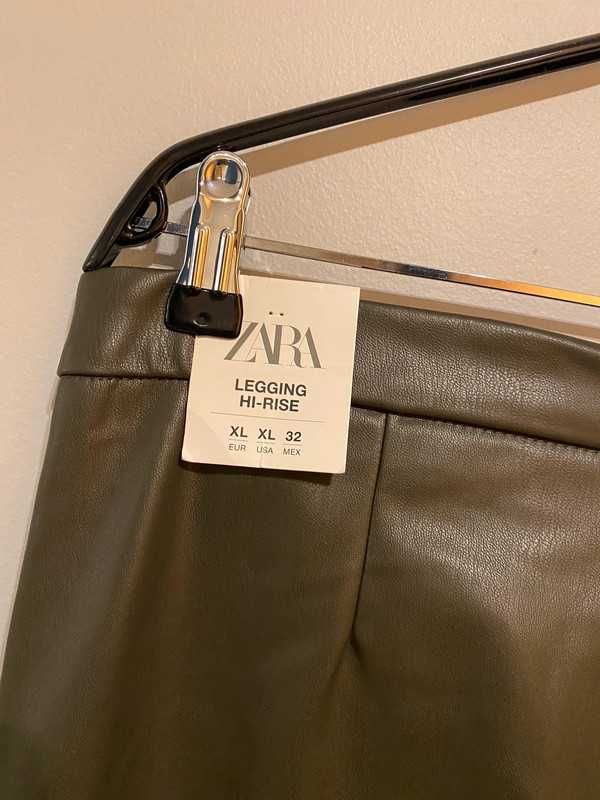 ZARA
LEGGING
HI-RISE
XL XL 32
EUR USA MEX